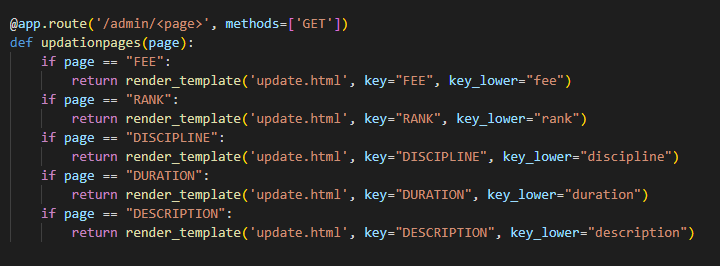 @app.route('/admin/<page>', methods=['GET'])
def updationpages(page):
    if page == "FEE":
        return render_template('update.html', key="FEE", key_lower="fee")
    if page == "RANK":
        return render_template('update.html', key="RANK", key_lower="rank")
    if page == "DISCIPLINE":
        return render_template('update.html', key="DISCIPLINE", key_lower="discipline")
    if page == "DURATION":
        return render_template('update.html', key="DURATION", key_lower="duration")
    if page == "DESCRIPTION":
        return render_template('update.html', key="DESCRIPTION", key_lower="description")